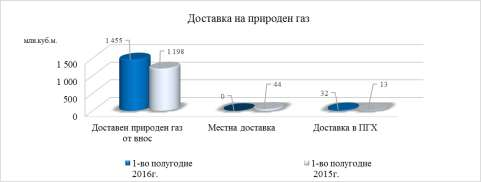 Доставка на природен газ
млн.куб.м.
1 455
1 198
1 500
1 000
500
0
0
44
32
13
Доставен природен газ от внос
Местна доставка
Доставка в ПГХ
1-во полугодие 2016г.
1-во полугодие 2015г.